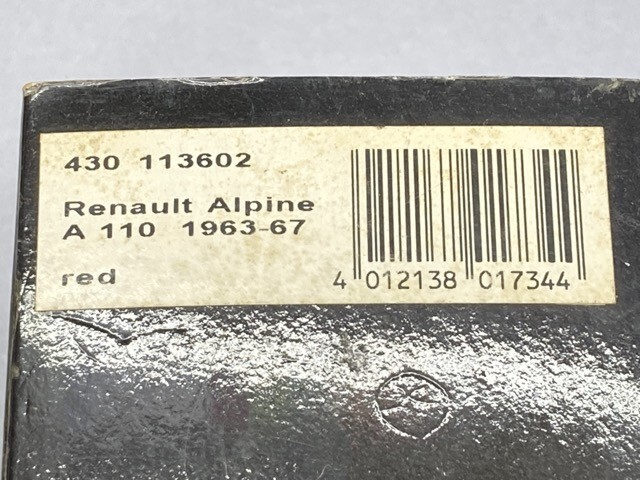 430 113602
Renault Alpine
A 110 1963-67
red
4 012138 017344